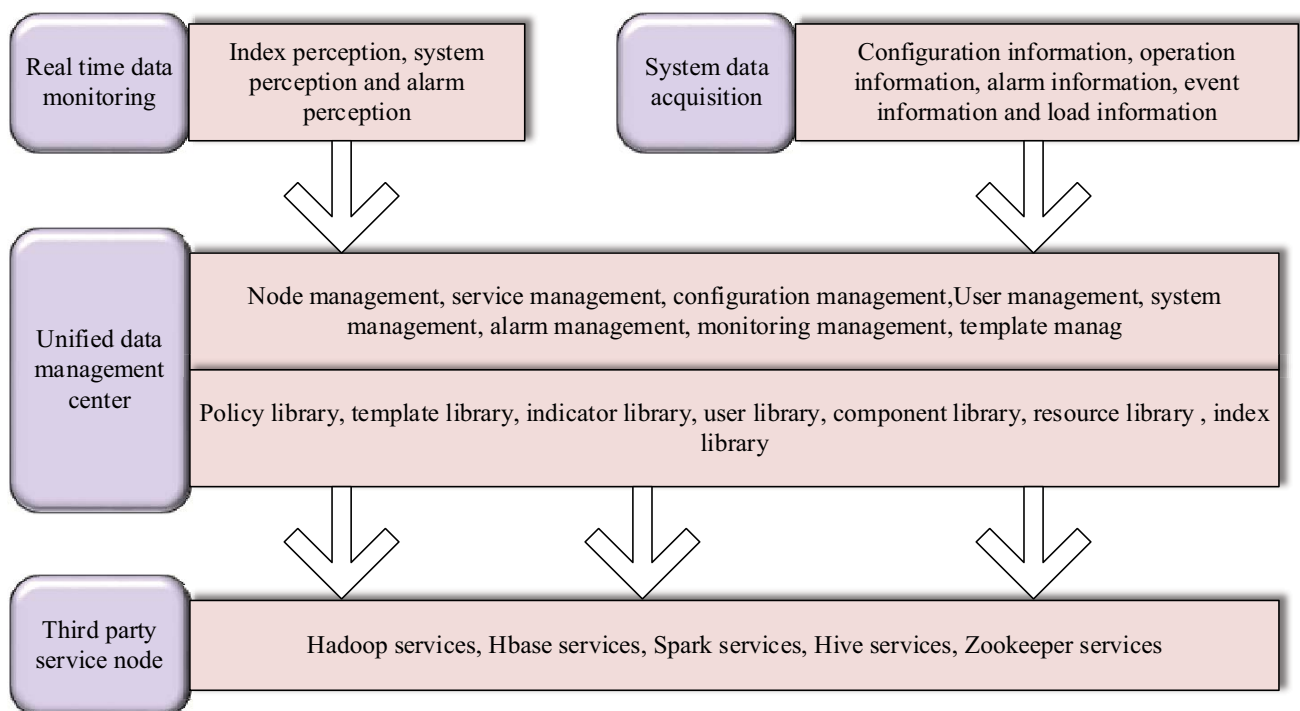 Real time data
monitoring
Index perception, system
perception and alarm
perception
System data
acquisition
Configuration information, operation
information, alarm information, event
information and load information
Unified data
management
center
Node management, service management, configuration management,User management, system
management, alarm management, monitoring management, template manag
Policy library, template library, indicator library, user library, component library, resource library , index
library
Third party
service node
Hadoop services, Hbase services, Spark services, Hive services, Zookeeper services